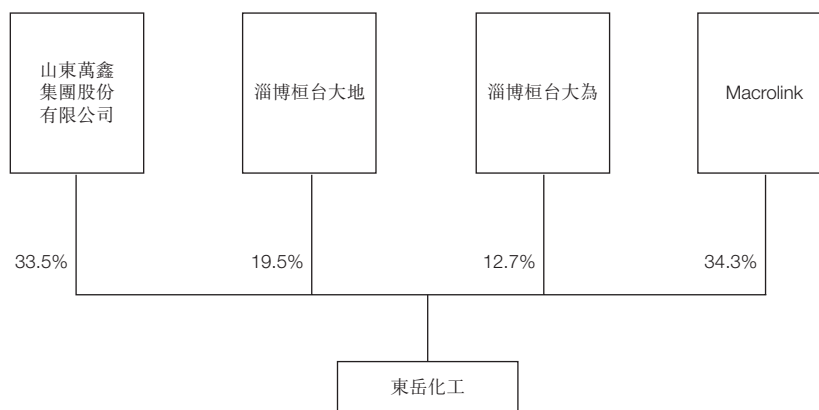 山東萬鑫
集團股份
有限公司
淄博桓台大地
淄博桓台大為
Macrolink
33.5%
19.5%
12.7%
34.3%
東岳化工